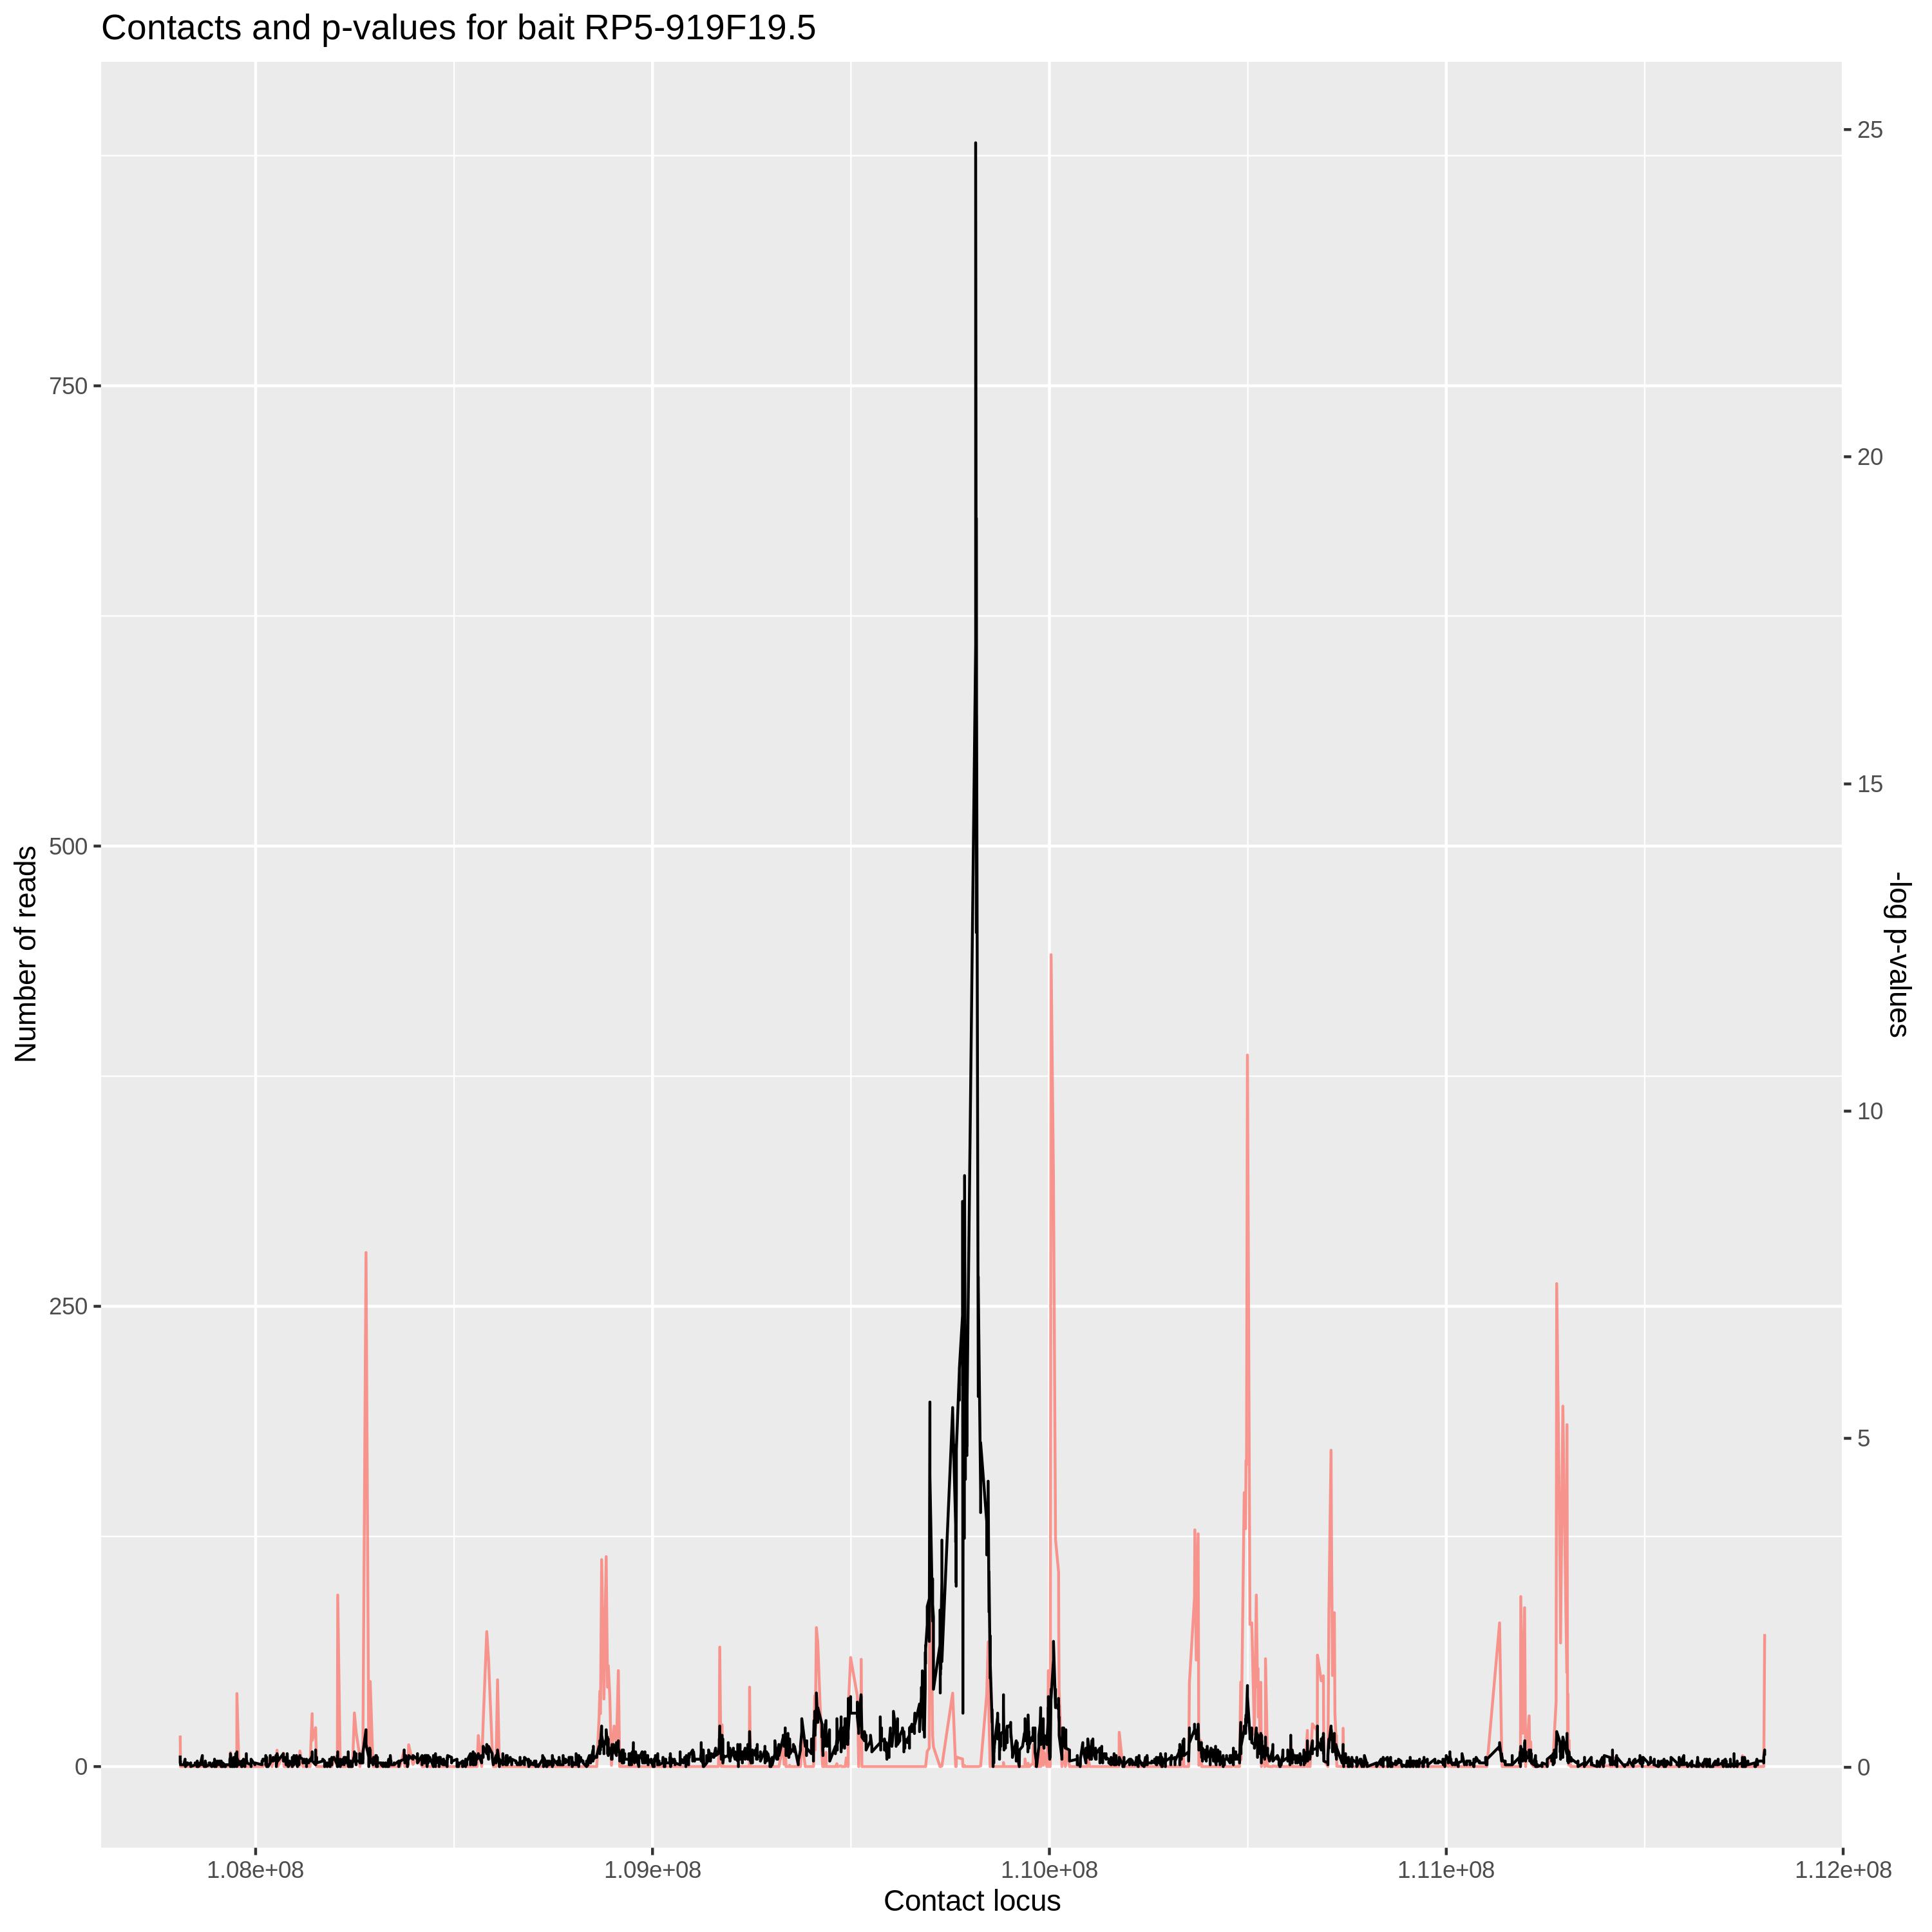 Contacts and p-values for bait RP5-919F19.5
Number of reads
750
500
250
0
25
20
15
10
5
0
-log p-values
1.08e+08
1.09e+08
1.10e+08
1.11e+08
1.12e+08
Contact locus